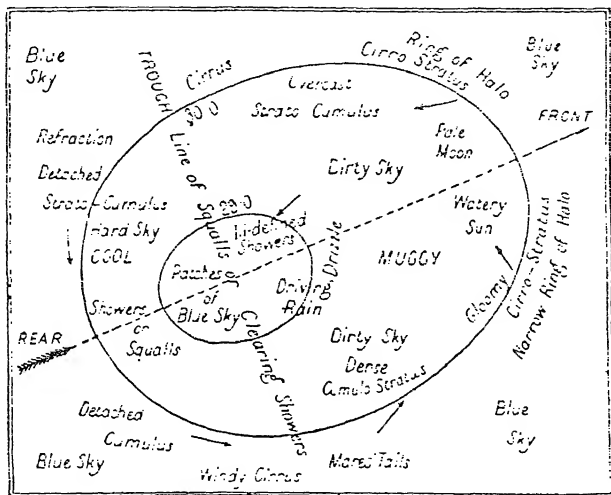 Blue
Sky
Cirrus
Ring of Halo
Cirro Stratus
Blue
Sky
TROUGH
30.0
Overcast
Strato Cumulus
FRONT
Refraction
Pale
Moon
Detached
Strato-Cumulus
Line of Squalls or Clearing Showers
Dirty Sky
29.0
Hard Sky
COOL
Ill-defined
Showers
Watery
Sun
Patches
of
Blue Sky
Driving
Rain
Drizzle
MUGGY
Gloomy
Cirro-Stratus
Narrow Ring of Halo
Showers
or
Squalls
REAR
Dirty Sky
Dense
Cumulo Stratus
Detached
Cumulus
Blue
Sky
Blue Sky
Windy Cirrus
Mares' Tails